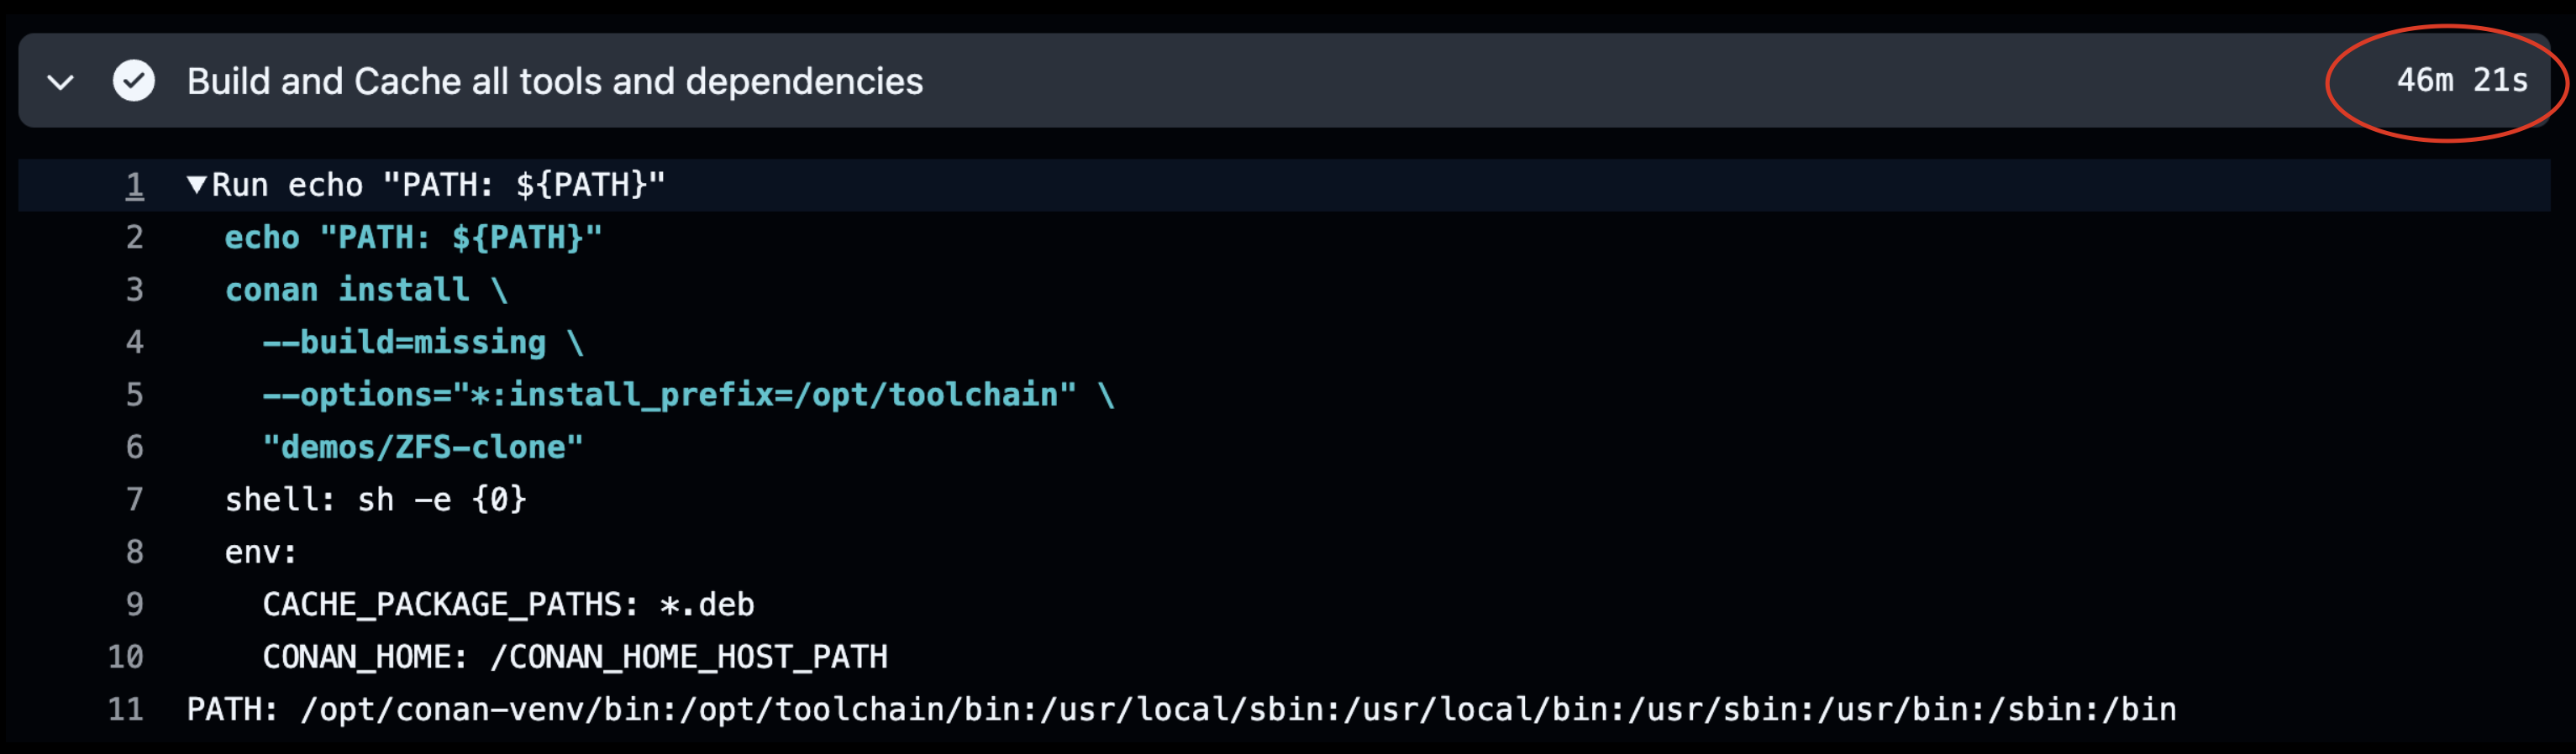 Build and Cache all tools and dependencies 46m 21s
1 ▼Run echo "PATH: ${PATH}"
2 echo "PATH: ${PATH}"
3 conan install \
4 --build=missing \
5 --options="*:install_prefix=/opt/toolchain" \
6 "demos/ZFS-clone"
7 shell: sh -e {0}
8 env:
9 CACHE_PACKAGE_PATHS: *.deb
10 CONAN_HOME: /CONAN_HOME_HOST_PATH
11 PATH: /opt/conan-venv/bin:/opt/toolchain/bin:/usr/local/sbin:/usr/local/bin:/usr/sbin:/usr/bin:/sbin:/bin